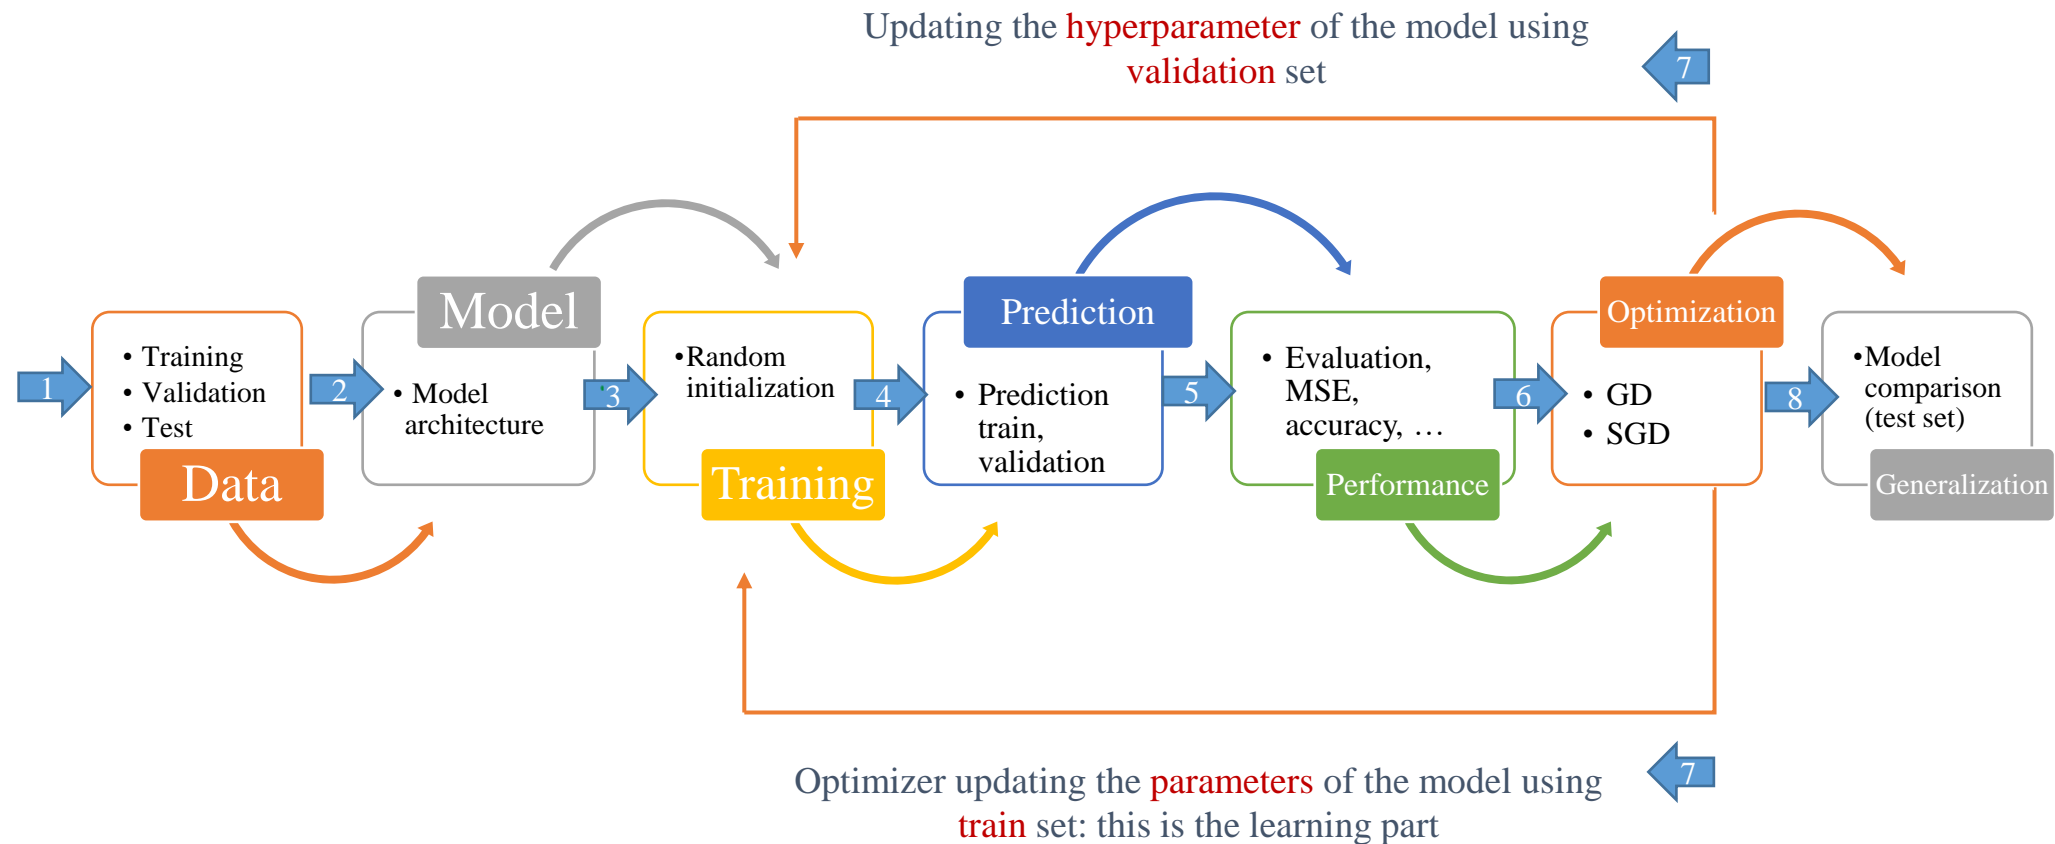 Updating the hyperparameter of the model using
validation set
7
1
• Training
• Validation
• Test
Data
2
Model
• Model
architecture
3
•Random
initialization
Training
4
Prediction
• Prediction
train,
validation
5
• Evaluation,
MSE,
accuracy, …
Performance
6
Optimization
• GD
• SGD
8
•Model
comparison
(test set)
Generalization
7
Optimizer updating the parameters of the model using
train set: this is the learning part